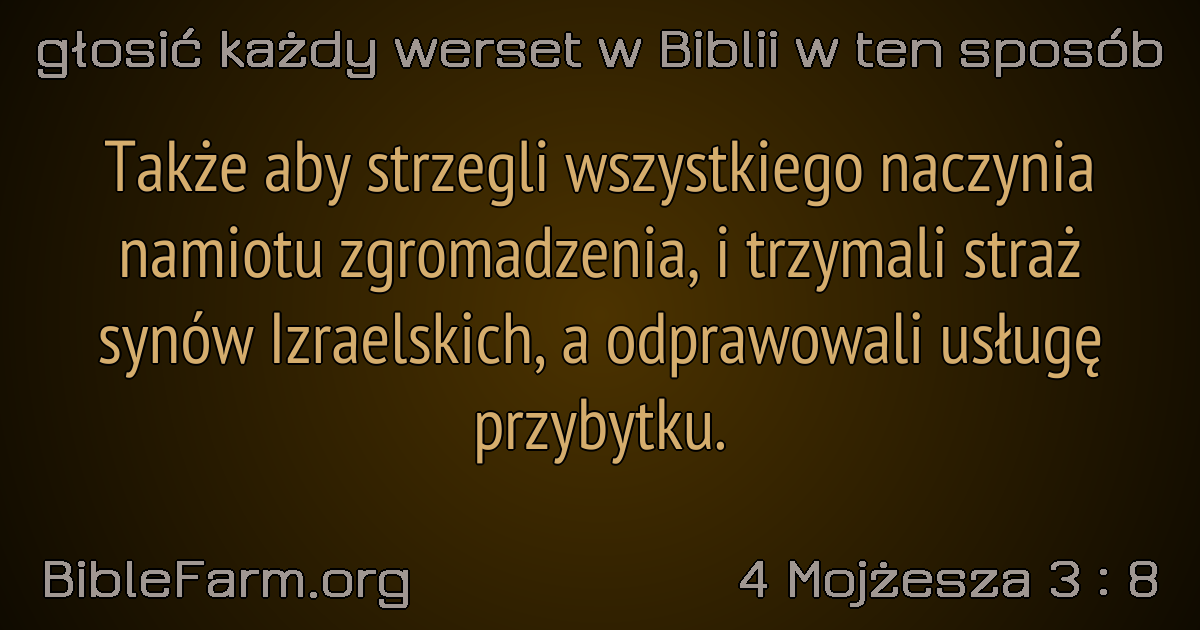 głosić każdy werset w Biblii w ten sposób
Także aby strzegli wszystkiego naczynia
namiotu zgromadzenia, i trzymali straż
synów Izraelskich, a odprawowali usługę
przybytku.
BibleFarm.org
4 Mojżesza 3 : 8